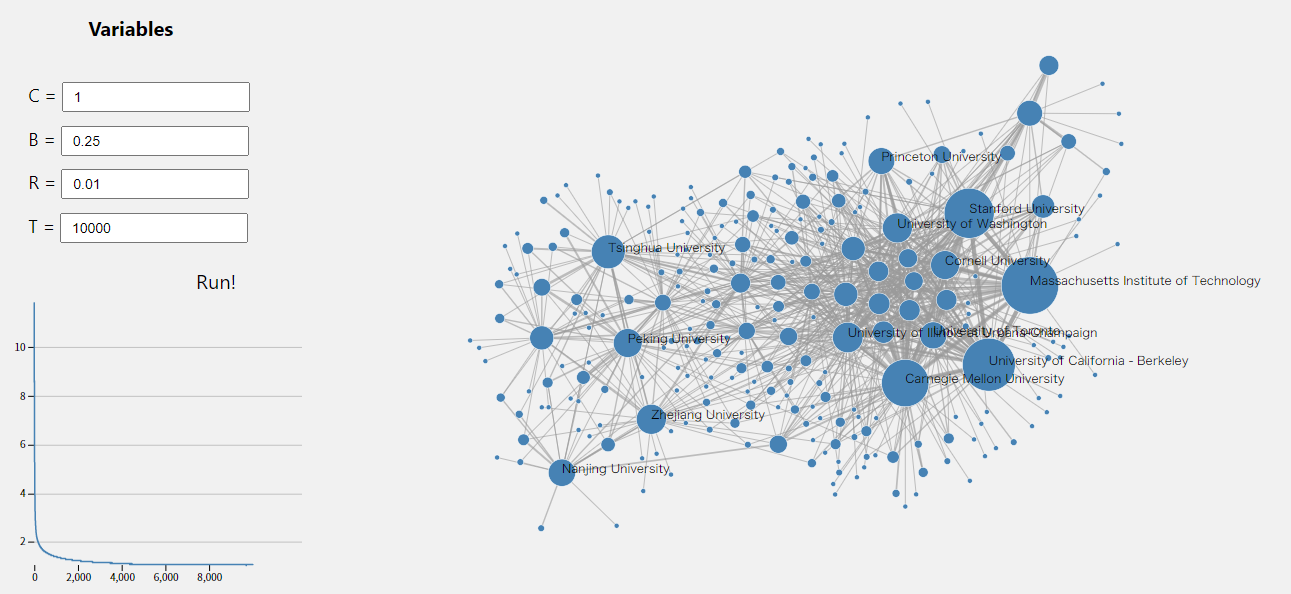 Variables
C = 1
B = 0.25
R = 0.01
T = 10000
Run!
10
8
6
4
2
0 2,000 4,000 6,000 8,000
Princeton University
Stanford University
University of Washington
Tsinghua University
Cornell University
Massachusetts Institute of Technology
University of Toronto
University of Illinois at Urbana-Champaign
Peking University
University of California - Berkeley
Carnegie Mellon University
Zhejiang University
Nanjing University